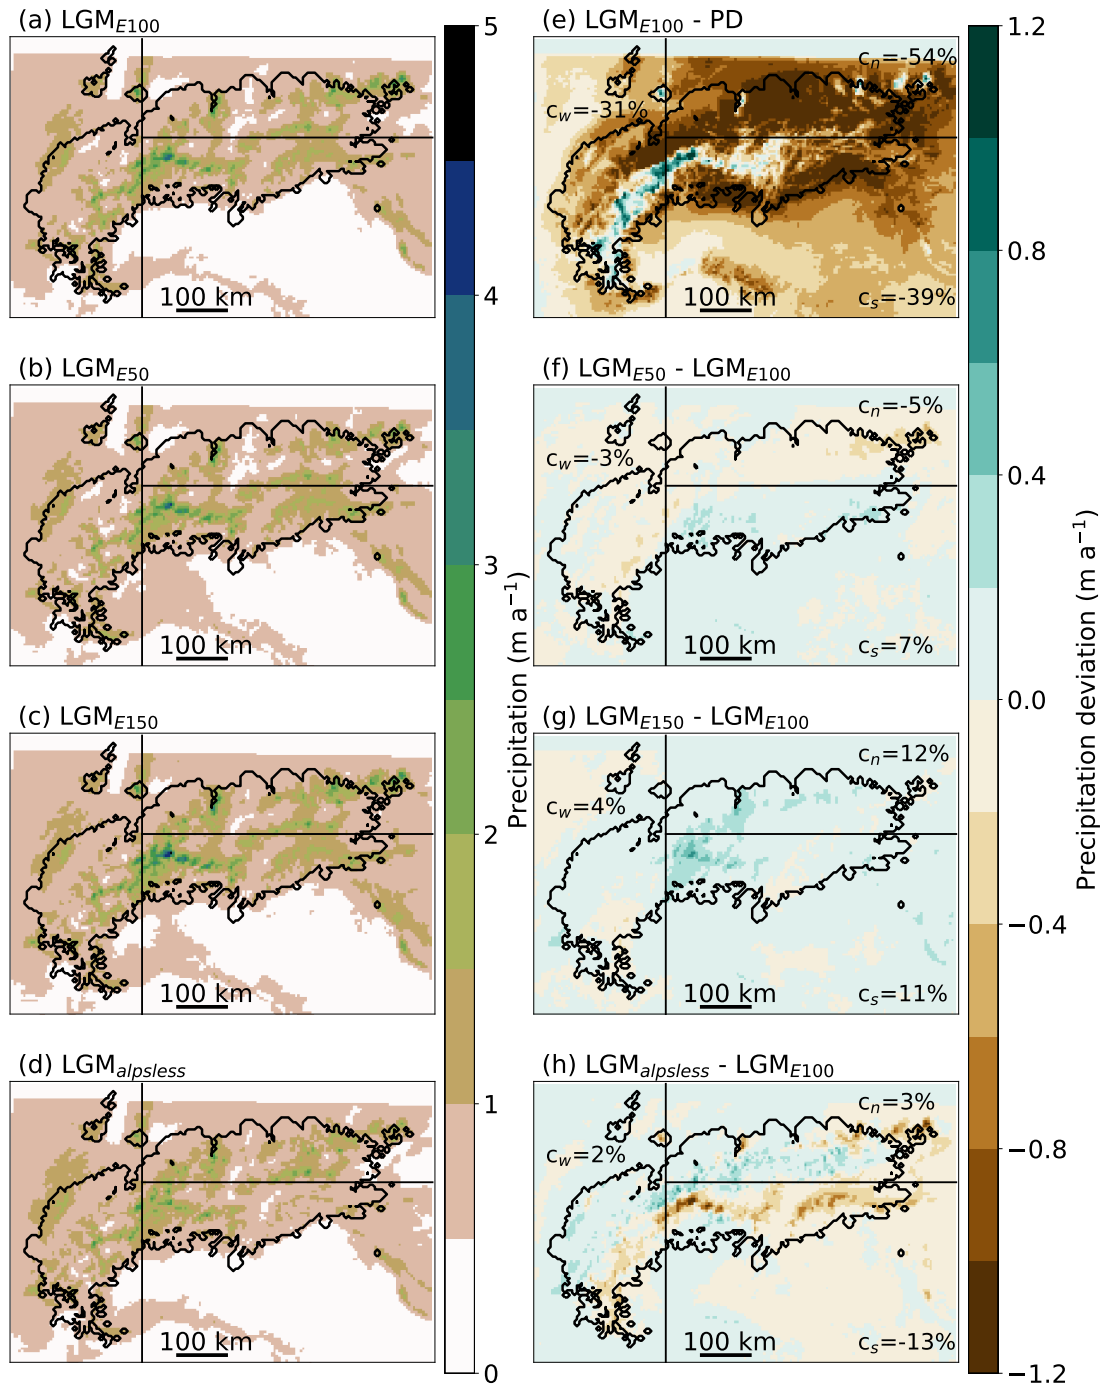 (a) LGM_E100
100 km
(b) LGM_E50
100 km
(c) LGM_E150
100 km
(d) LGM_alpsless
100 km
5
4
3
2
1
0
Precipitation (m a⁻¹)
(e) LGM_E100 - PD
c_n=-54%
c_w=-31%
100 km
c_s=-39%
(f) LGM_E50 - LGM_E100
c_n=-5%
c_w=-3%
100 km
c_s=7%
(g) LGM_E150 - LGM_E100
c_n=12%
c_w=4%
100 km
c_s=11%
(h) LGM_alpsless - LGM_E100
c_n=3%
c_w=2%
100 km
c_s=-13%
1.2
0.8
0.4
0.0
−0.4
−0.8
−1.2
Precipitation deviation (m a⁻¹)